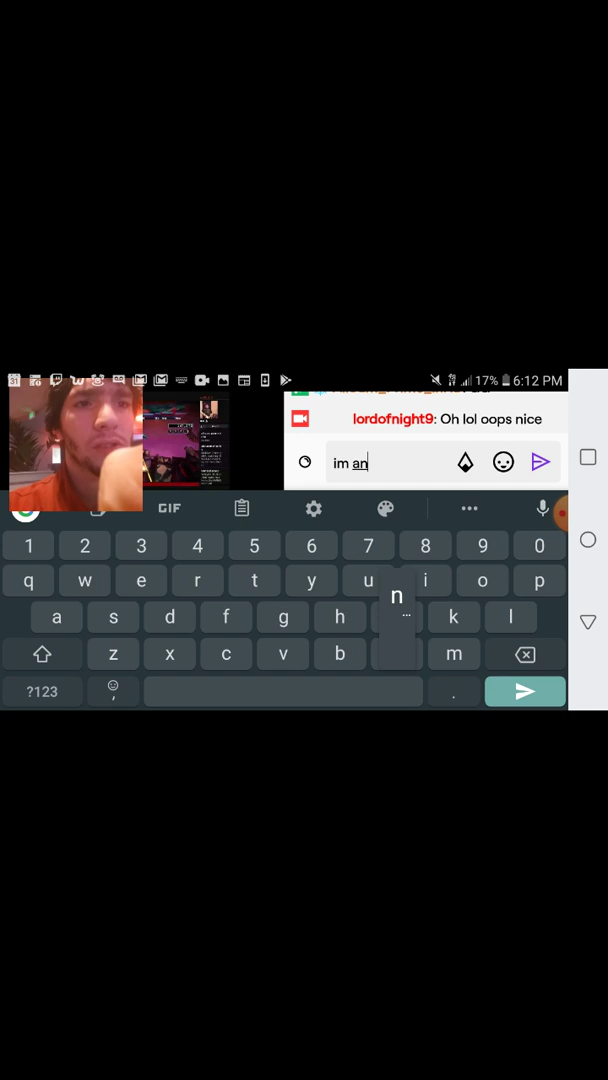 31 17% 6:12 PM
lordofnight9: Oh lol oops nice
im an
GIF
1 2 3 4 5 6 7 8 9 0
q w e r t y u i o p
n
a s d f g h k l
z x c v b m
?123 , .